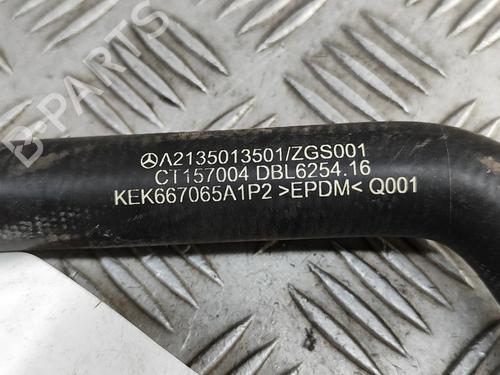 B-PARTS
A2135013501/ZGS001
CT157004 DBL6254.16
KEK667065A1P2 >EPDM< Q001